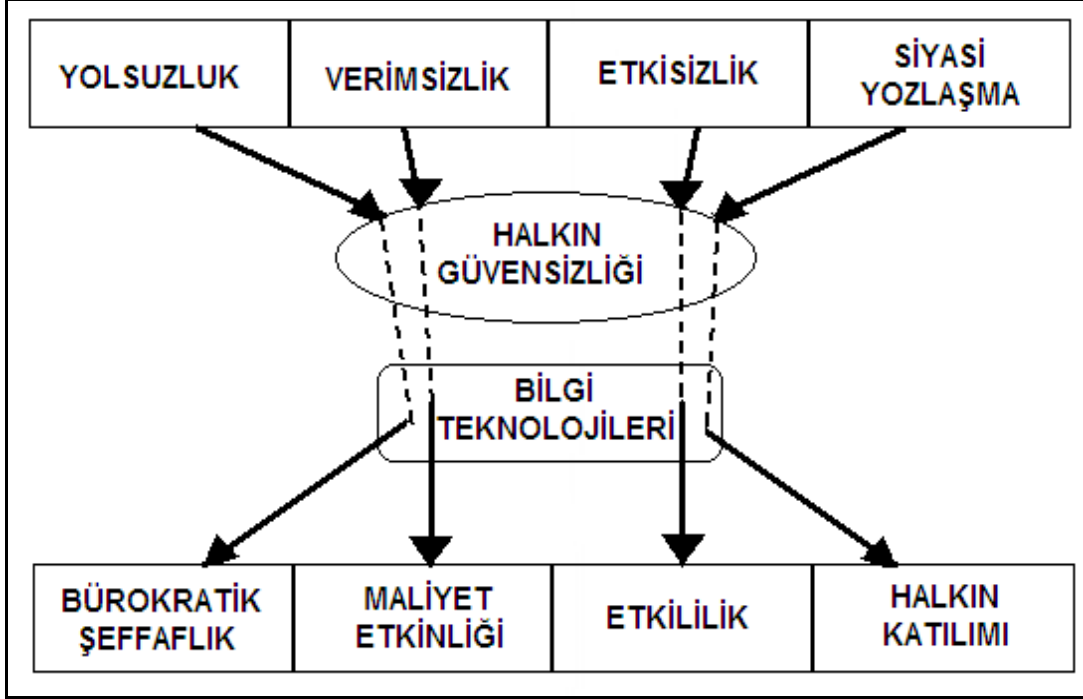 YOLSUZLUK
VERİMSİZLİK
ETKİSİZLİK
SİYASİ
YOZLAŞMA
HALKIN
GÜVENSİZLİĞİ
BİLGİ
TEKNOLOJİLERİ
BÜROKRATİK
ŞEFFAFLIK
MALİYET
ETKİNLİĞİ
ETKİLİLİK
HALKIN
KATILIMI